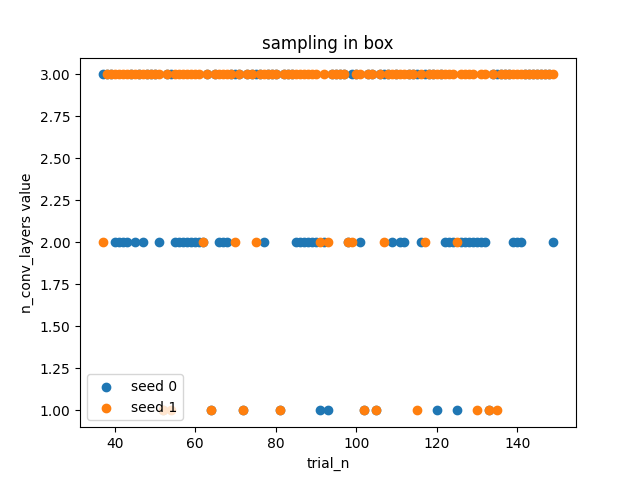 sampling in box
3.00
2.75
2.50
2.25
2.00
1.75
1.50
1.25
1.00
n_conv_layers value
seed 0
seed 1
40 60 80 100 120 140
trial_n